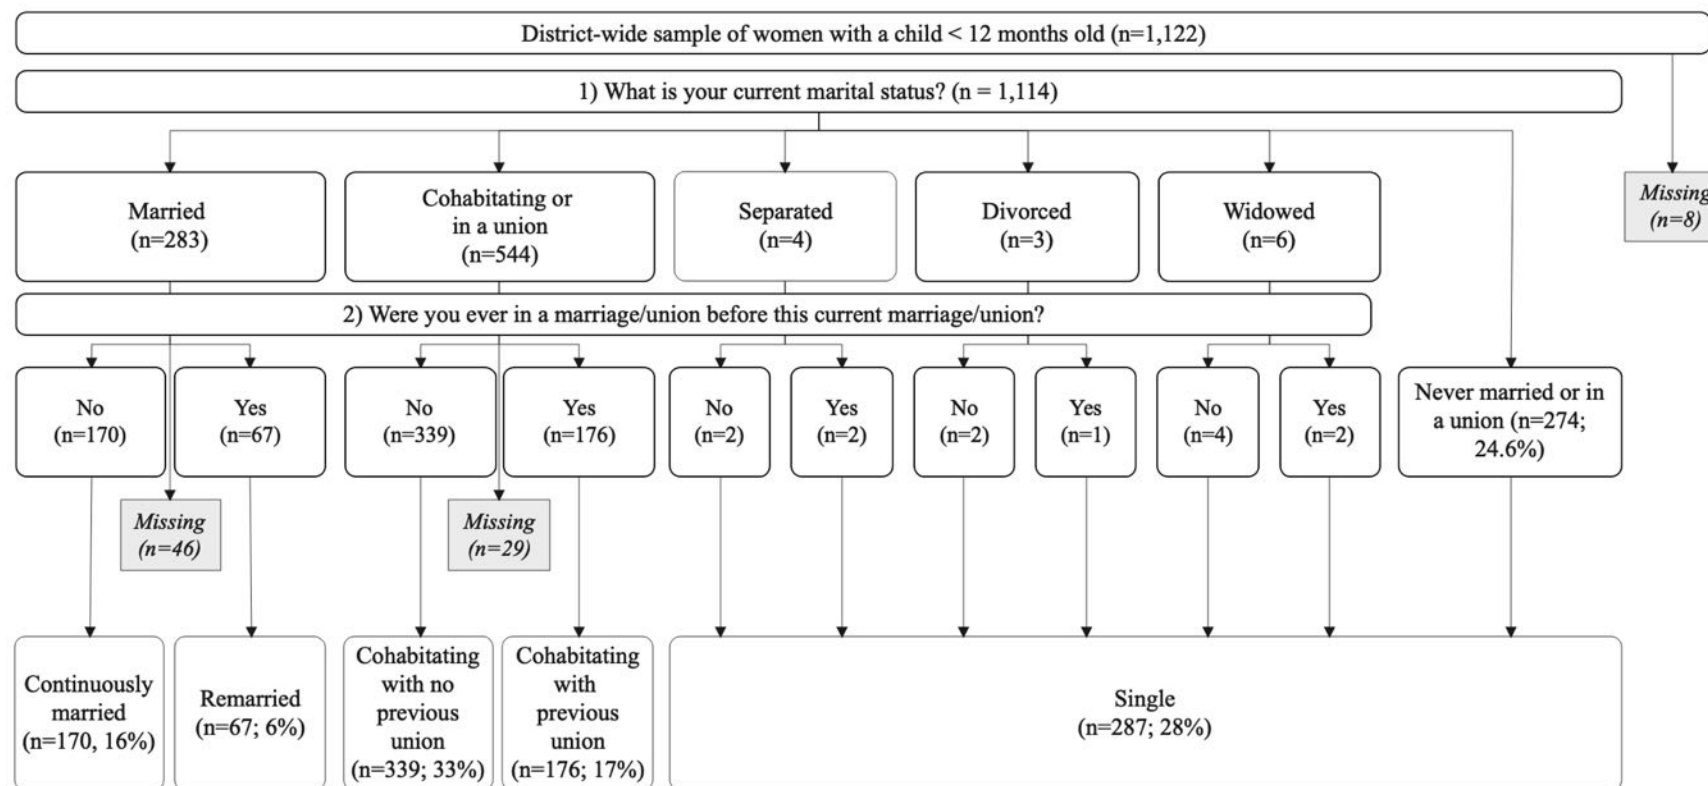 District-wide sample of women with a child < 12 months old (n=1,122)
1) What is your current marital status? (n = 1,114)
Married
(n=283)
Cohabitating or
in a union
(n=544)
Separated
(n=4)
Divorced
(n=3)
Widowed
(n=6)
Missing
(n=8)
2) Were you ever in a marriage/union before this current marriage/union?
No
(n=170)
Yes
(n=67)
No
(n=339)
Yes
(n=176)
No
(n=2)
Yes
(n=2)
No
(n=2)
Yes
(n=1)
No
(n=4)
Yes
(n=2)
Never married or in
a union (n=274;
24.6%)
Missing
(n=46)
Missing
(n=29)
Continuously
married
(n=170, 16%)
Remarried
(n=67; 6%)
Cohabitating
with no
previous
union
(n=339; 33%)
Cohabitating
with
previous
union
(n=176; 17%)
Single
(n=287; 28%)